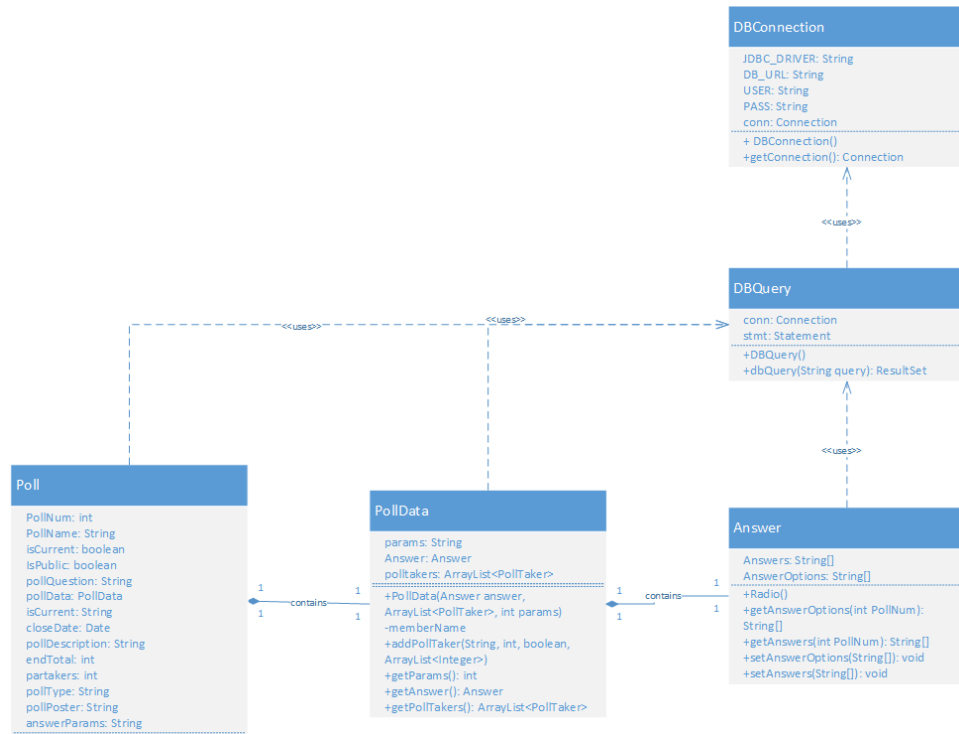 DBConnection
JDBC_DRIVER: String
DB_URL: String
USER: String
PASS: String
conn: Connection
+ DBConnection()
+getConnection(): Connection
<<uses>>
DBQuery
conn: Connection
stmt: Statement
+DBQuery()
+dbQuery(String query): ResultSet
<<uses>>
<<uses>>
<<uses>>
Poll
PollNum: int
PollName: String
isCurrent: boolean
IsPublic: boolean
pollQuestion: String
pollData: PollData
isCurrent: String
closeDate: Date
pollDescription: String
endTotal: int
partakers: int
pollType: String
pollPoster: String
answerParams: String
1
1
contains
1
1
PollData
params: String
Answer: Answer
polltakers: ArrayList<PollTaker>
+PollData(Answer answer,
ArrayList<PollTaker>, int params)
-memberName
+addPollTaker(String, int, boolean,
ArrayList<Integer>)
+getParams(): int
+getAnswer(): Answer
+getPollTakers(): ArrayList<PollTaker>
1
1
contains
1
1
Answer
Answers: String[]
AnswerOptions: String[]
+Radio()
+getAnswerOptions(int PollNum):
String[]
+getAnswers(int PollNum): String[]
+setAnswerOptions(String[]): void
+setAnswers(String[]): void